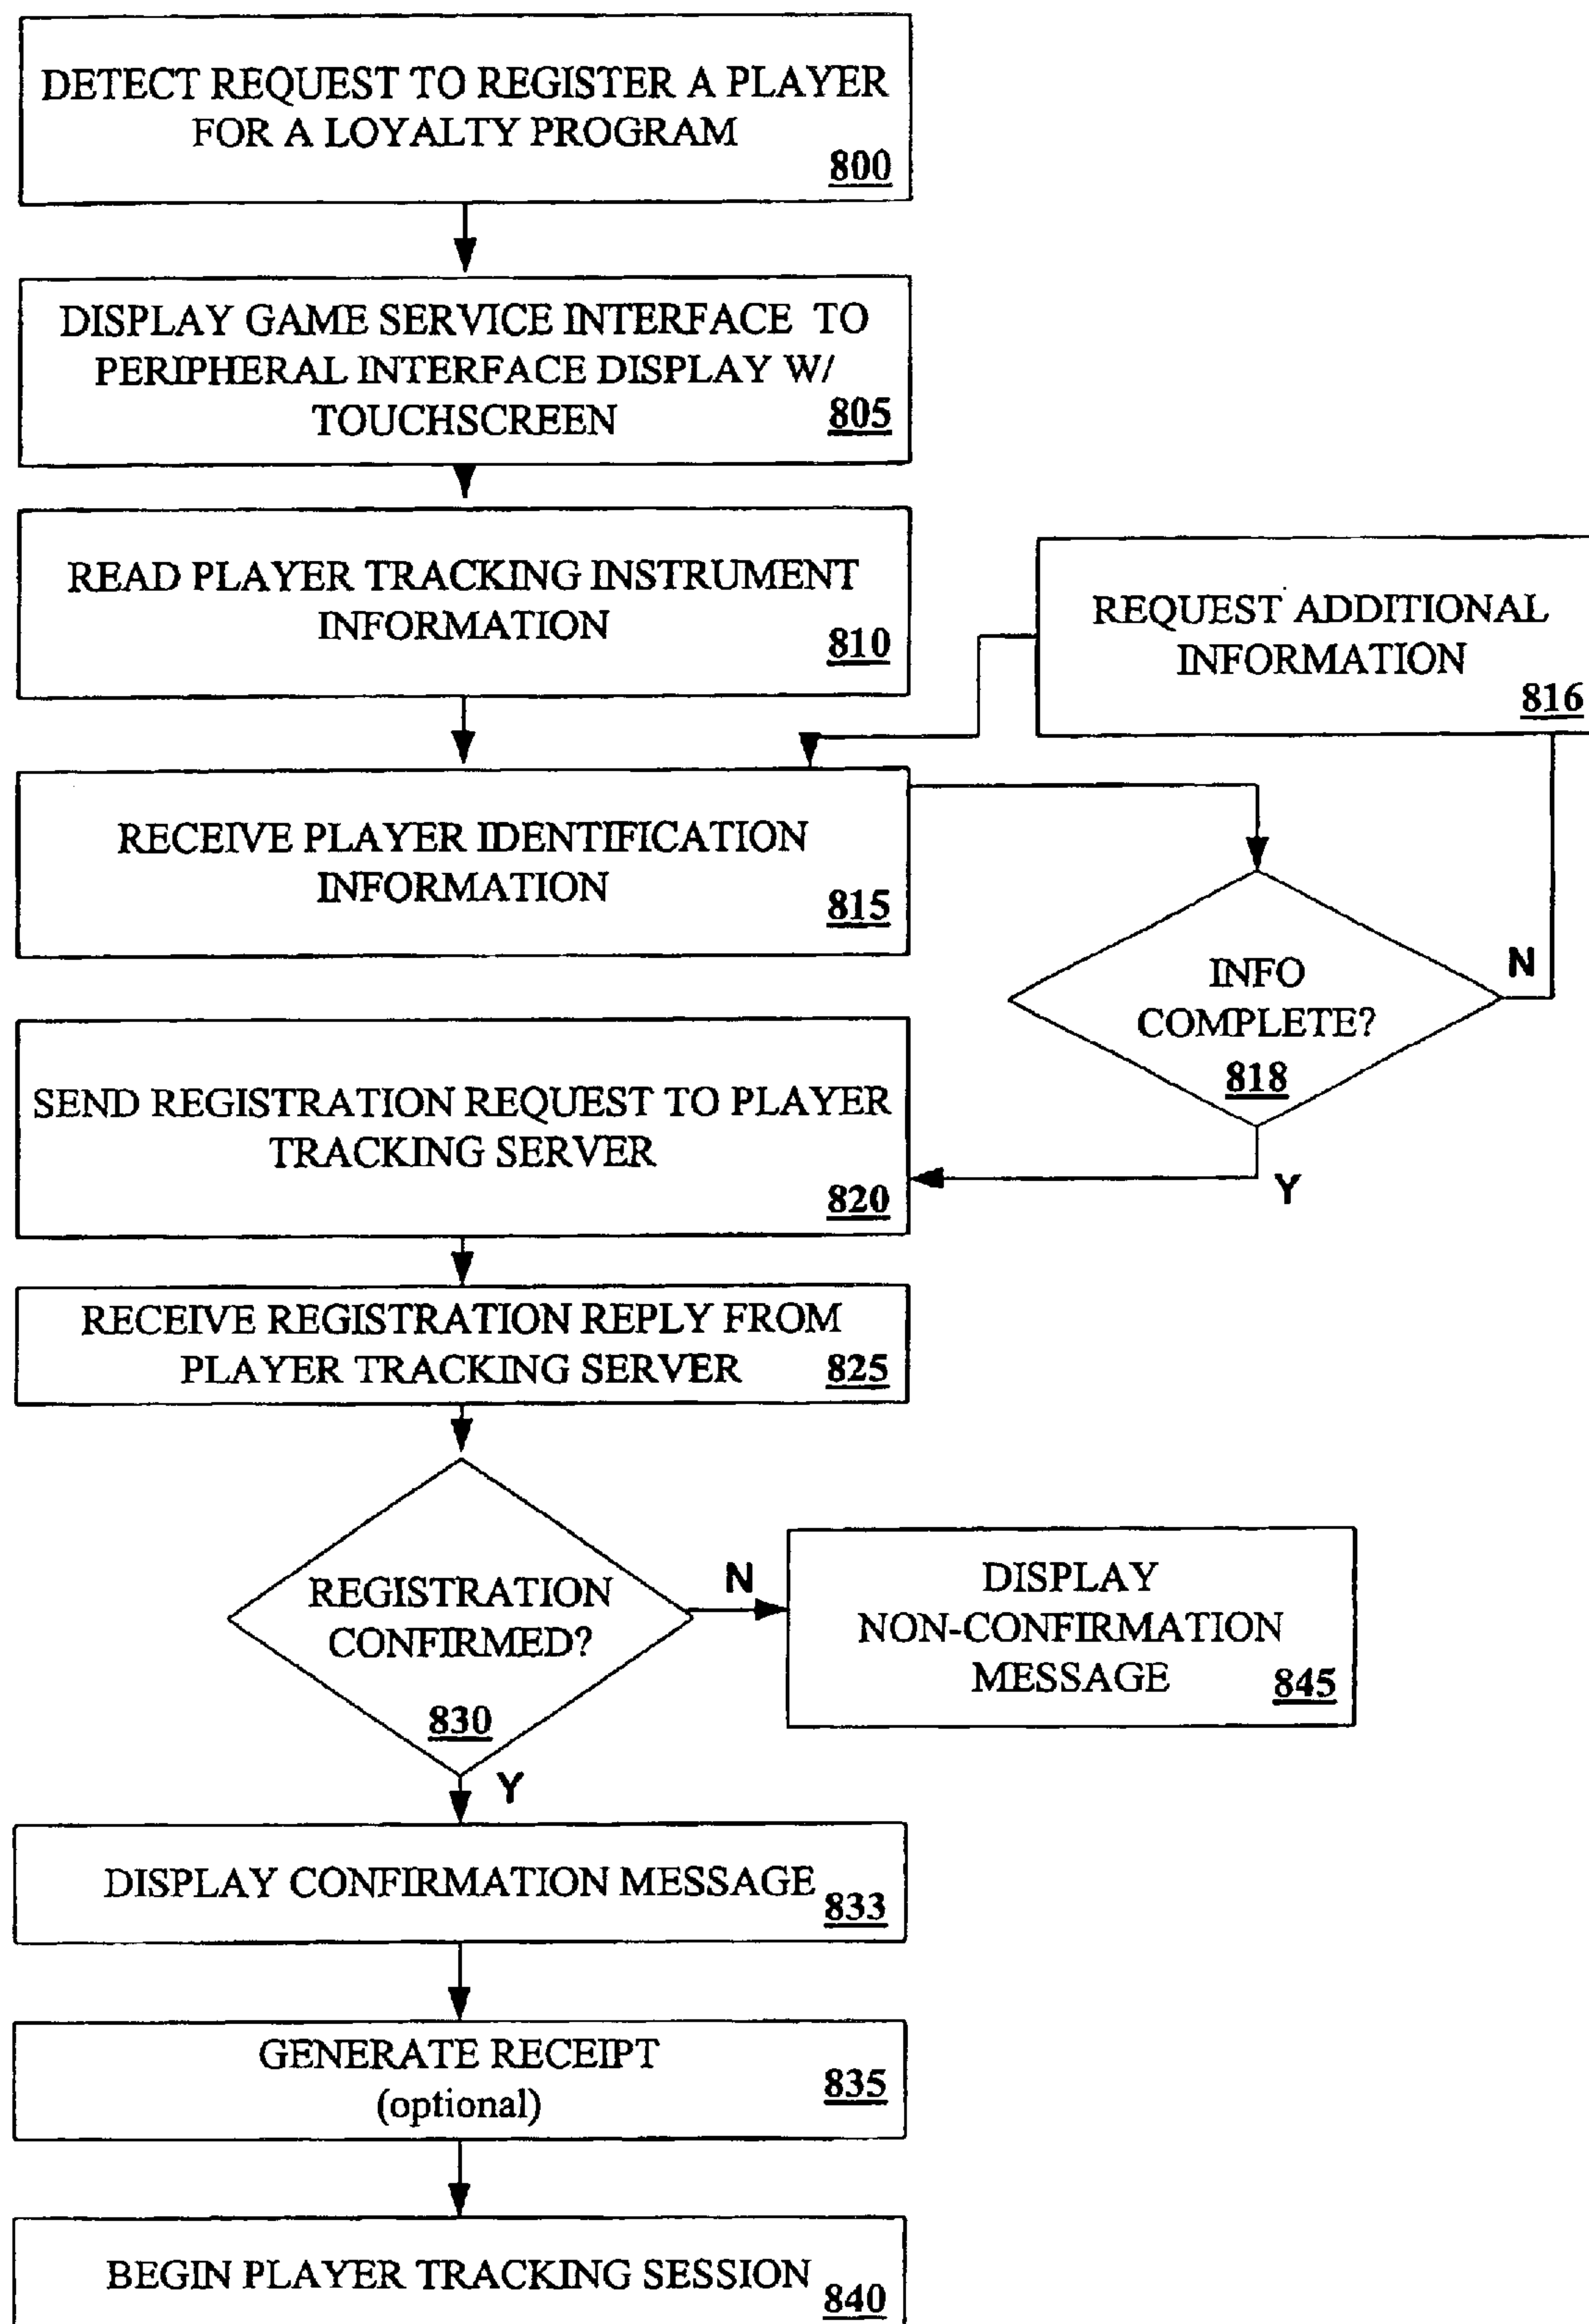 DETECT REQUEST TO REGISTER A PLAYER
FOR A LOYALTY PROGRAM
800
DISPLAY GAME SERVICE INTERFACE TO
PERIPHERAL INTERFACE DISPLAY W/
TOUCHSCREEN
805
READ PLAYER TRACKING INSTRUMENT
INFORMATION
810
REQUEST ADDITIONAL
INFORMATION
816
RECEIVE PLAYER IDENTIFICATION
INFORMATION
815
INFO
COMPLETE?
818
N
Y
SEND REGISTRATION REQUEST TO PLAYER
TRACKING SERVER
820
RECEIVE REGISTRATION REPLY FROM
PLAYER TRACKING SERVER
825
REGISTRATION
CONFIRMED?
830
N
DISPLAY
NON-CONFIRMATION
MESSAGE
845
Y
DISPLAY CONFIRMATION MESSAGE
833
GENERATE RECEIPT
(optional)
835
BEGIN PLAYER TRACKING SESSION
840